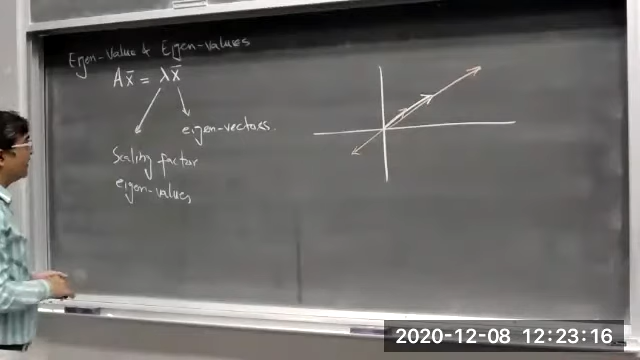 Eigen-value & Eigen-values
Ax̄ = λx̄
eigen-vectors.
Scaling factor
eigen-values
2020-12-08 12:23:16